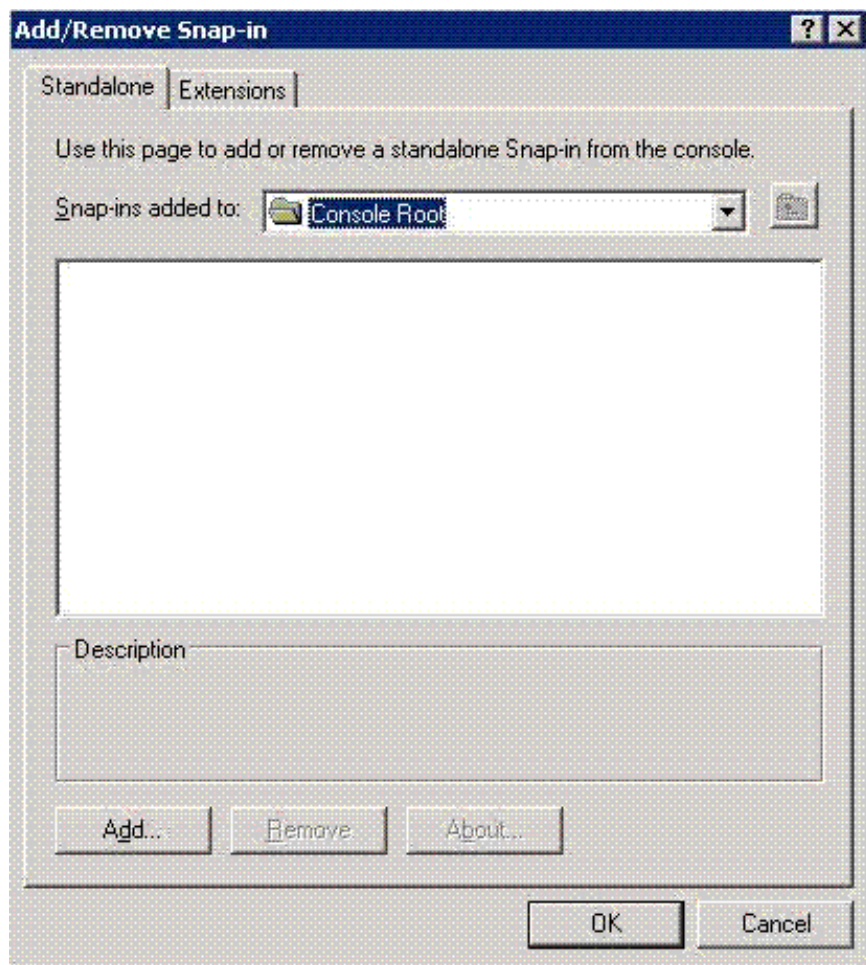 Add/Remove Snap-in
Standalone
Extensions
Use this page to add or remove a standalone Snap-in from the console.
Snap-ins added to:
Console Root
Description
Add...
Remove
About...
OK
Cancel